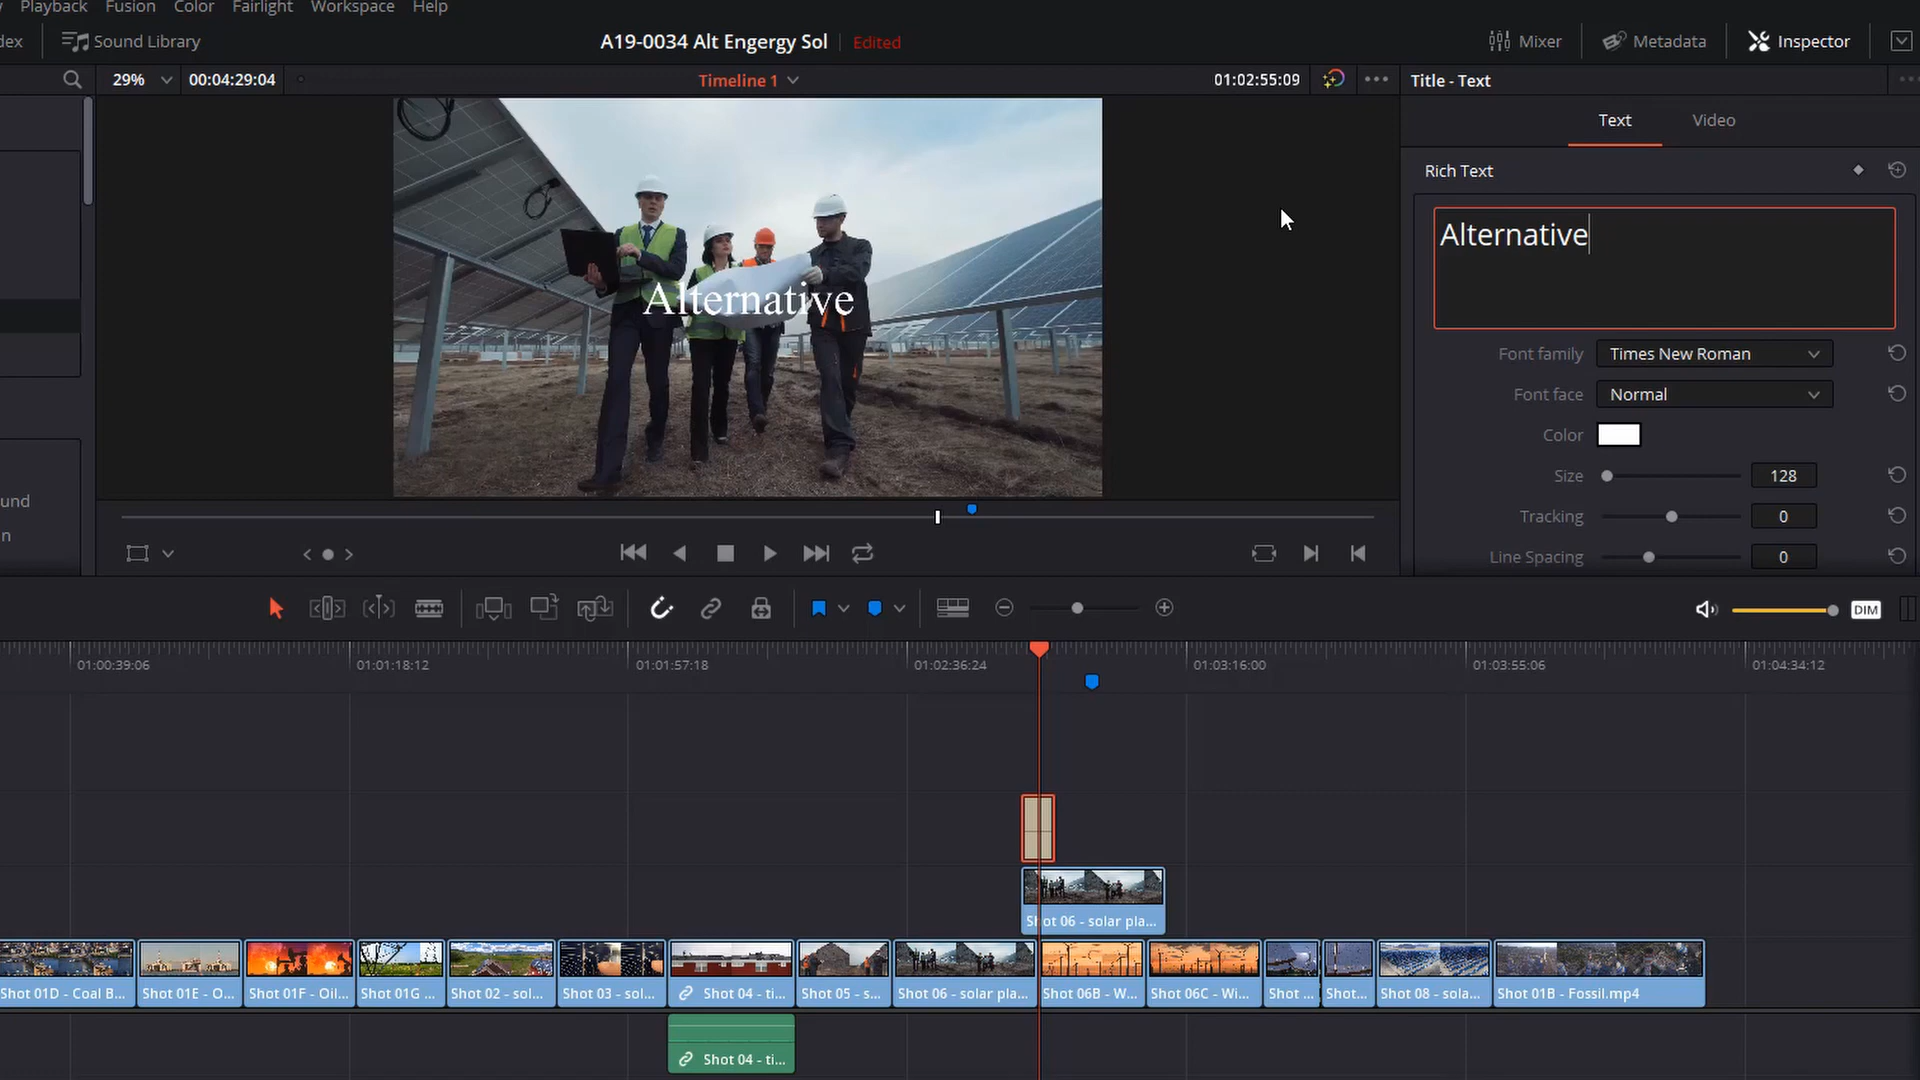 Playback Fusion Color Fairlight Workspace Help
dex Sound Library
A19-0034 Alt Engergy Sol Edited
Mixer Metadata Inspector
29% 00:04:29:04
Timeline 1
01:02:55:09
Title - Text
Text Video
Rich Text
Alternative
Alternative
Font family Times New Roman
Font face Normal
Color
Size 128
Tracking 0
Line Spacing 0
und
n
DIM
01:00:39:06 01:01:18:12 01:01:57:18 01:02:36:24 01:03:16:00 01:03:55:06 01:04:34:12
Shot 06 - solar pla...
Shot 01D - Coal B... Shot 01E - O... Shot 01F - Oil... Shot 01G ... Shot 02 - sol... Shot 03 - sol... Shot 04 - ti... Shot 05 - s... Shot 06 - solar pla... Shot 06B - W... Shot 06C - Wi... Shot ... Shot... Shot 08 - sola... Shot 01B - Fossil.mp4
Shot 04 - ti...